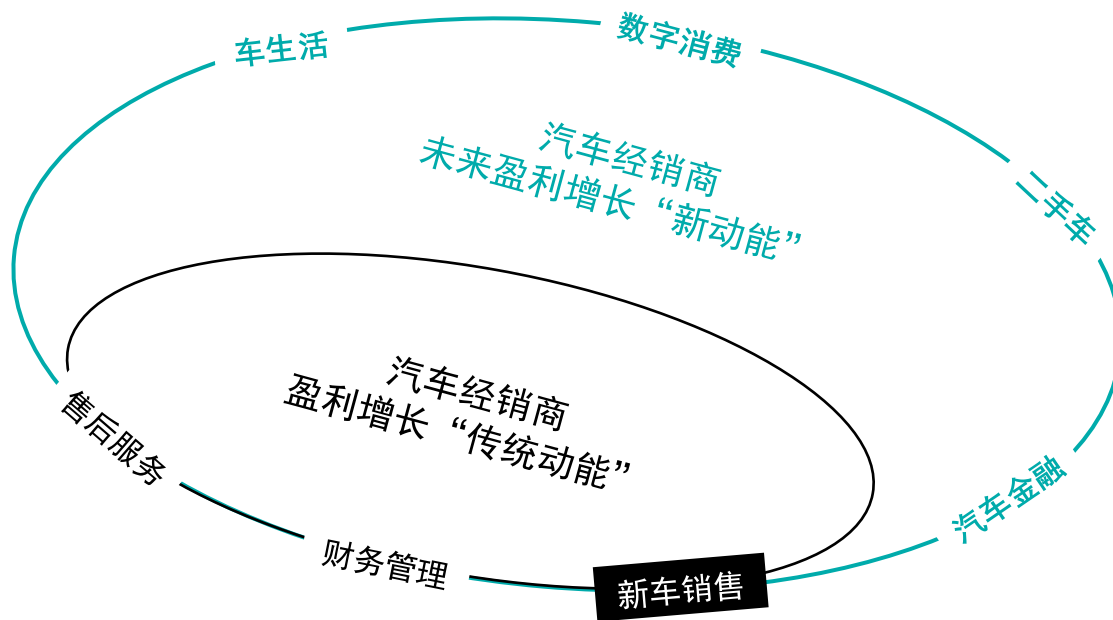 车生活
数字消费
汽车经销商
未来盈利增长“新动能”
二手车
汽车经销商
盈利增长“传统动能”
售后服务
汽车金融
财务管理
新车销售